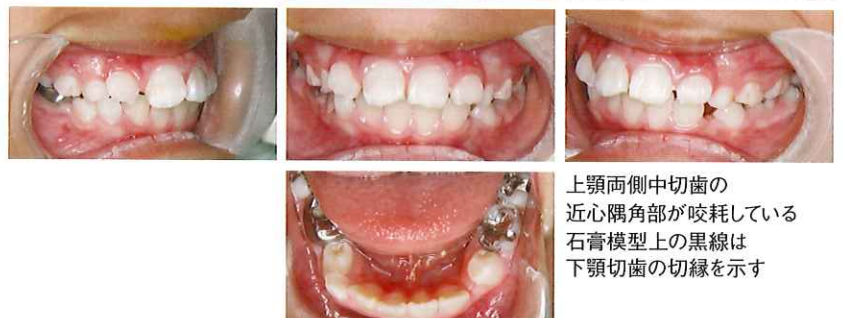 上顎両側中切歯の
近心隅角部が咬耗している
石膏模型上の黒線は
下顎切歯の切縁を示す